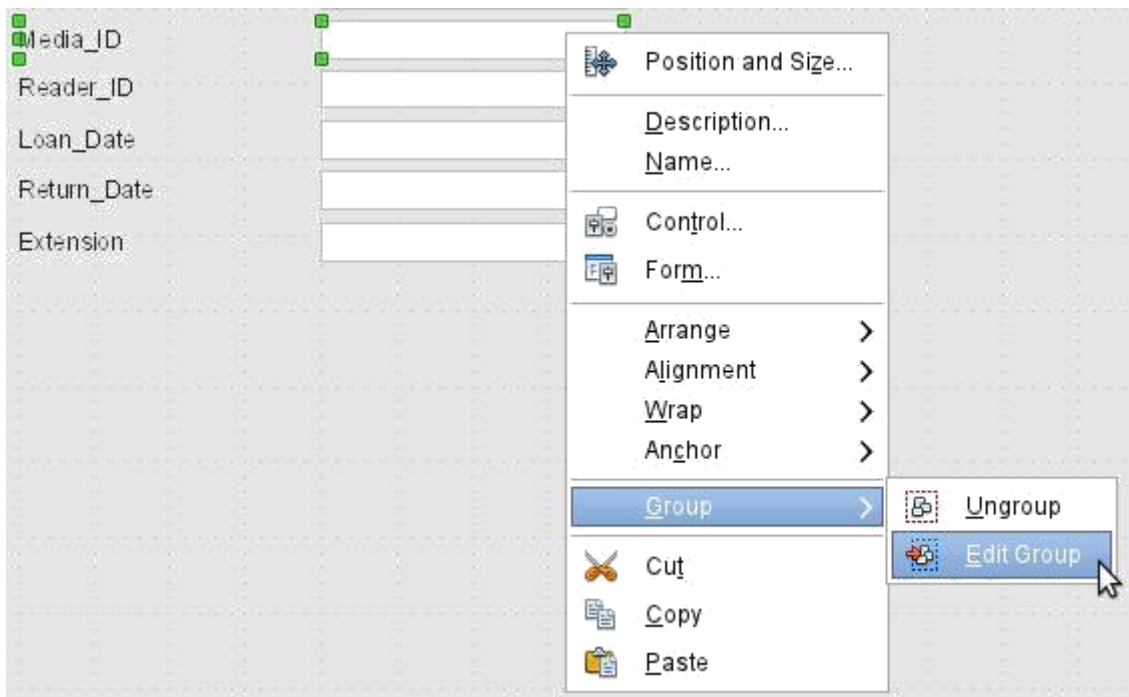 Media_ID
Reader_ID
Loan_Date
Return_Date
Extension
Position and Size...
Description...
Name...
Control...
Form...
Arrange
Alignment
Wrap
Anchor
Group
Ungroup
Edit Group
Cut
Copy
Paste